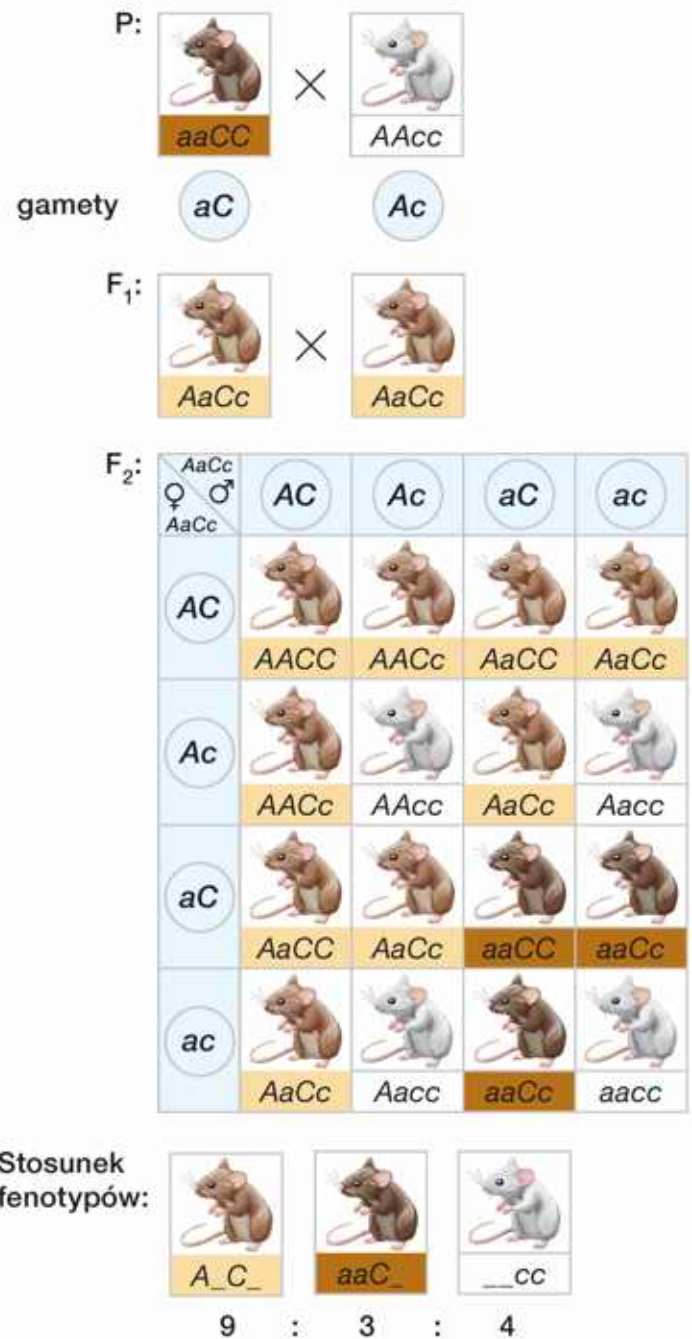 P:
aaCC AAcc
gamety aC Ac
F1:
AaCc AaCc
F2: AaCc
♀ ♂ AC Ac aC ac
AaCc
AC
AACC AACc AaCC AaCc
Ac
AACc AAcc AaCc Aacc
aC
AaCC AaCc aaCC aaCc
ac
AaCc Aacc aaCc aacc
Stosunek
fenotypów:
A_C_ aaC_ __cc
9 : 3 : 4